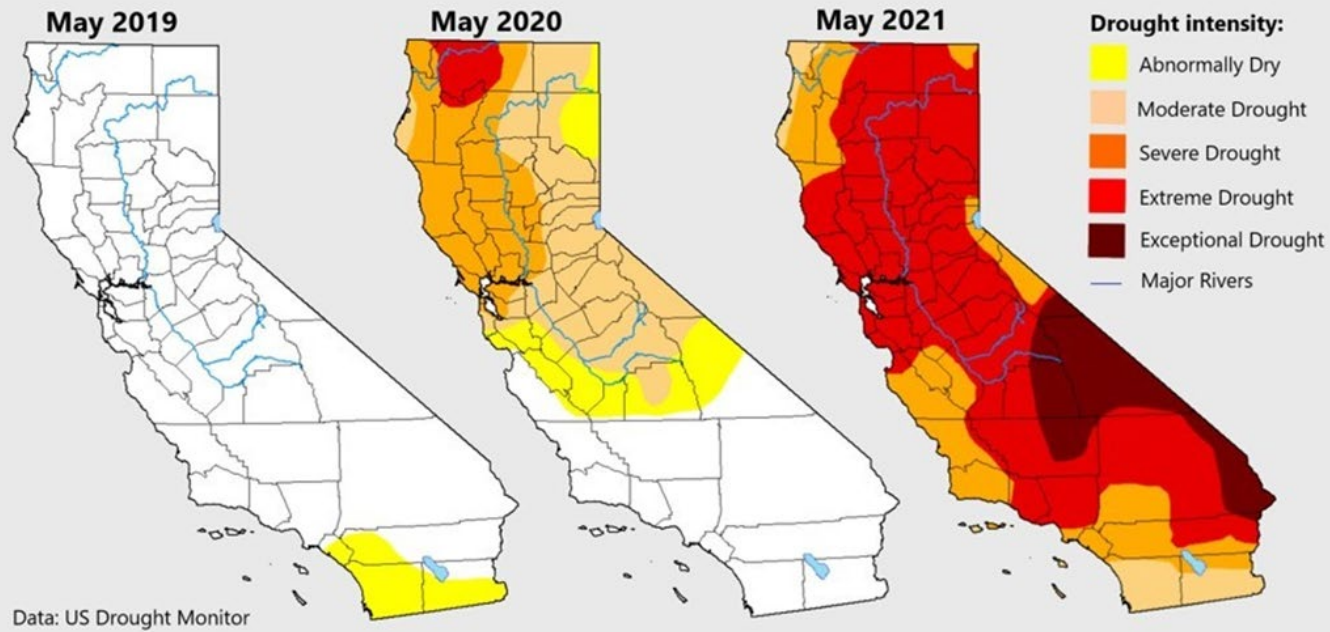 May 2019
May 2020
May 2021
Drought intensity:
Abnormally Dry
Moderate Drought
Severe Drought
Extreme Drought
Exceptional Drought
Major Rivers
Data: US Drought Monitor